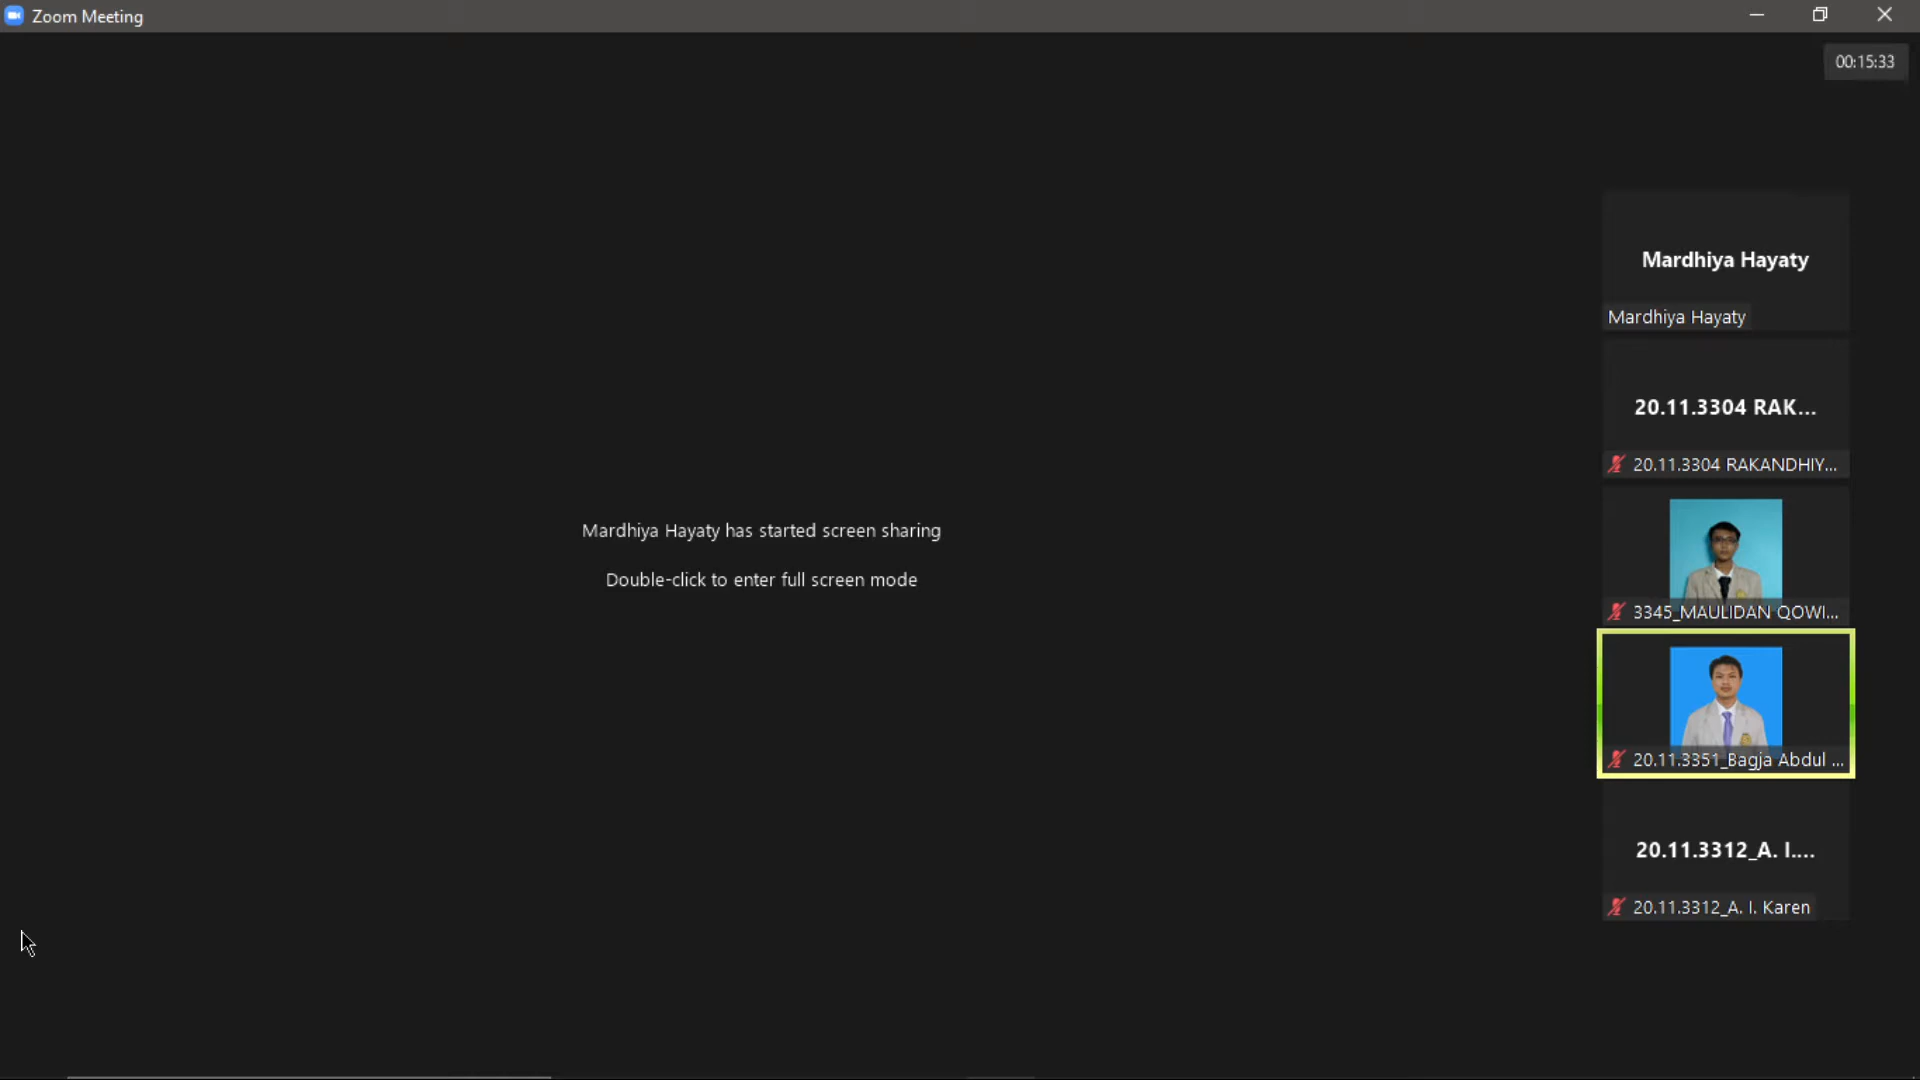 Zoom Meeting
00:15:33
Mardhiya Hayaty
Mardhiya Hayaty
20.11.3304 RAK...
20.11.3304 RAKANDHIY...
3345_MAULIDAN QOWI...
20.11.3351_Bagja Abdul ...
20.11.3312_A. I....
20.11.3312_A. I. Karen
Mardhiya Hayaty has started screen sharing
Double-click to enter full screen mode